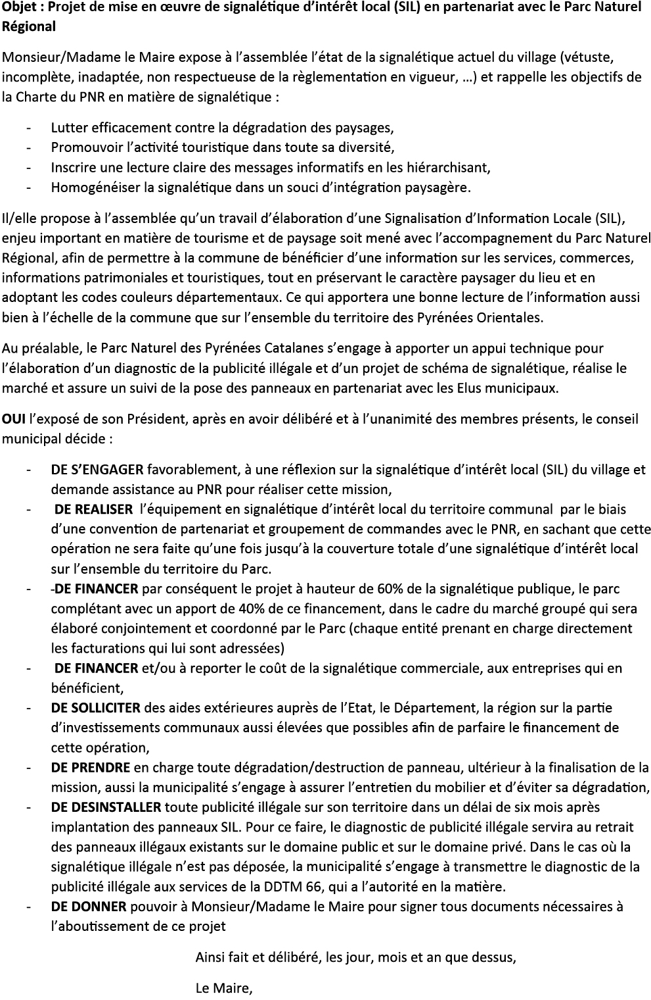 Objet : Projet de mise en œuvre de signalétique d’intérêt local (SIL) en partenariat avec le Parc Naturel
Régional
Monsieur/Madame le Maire expose à l’assemblée l’état de la signalétique actuel du village (vétuste,
incomplète, inadaptée, non respectueuse de la règlementation en vigueur, …) et rappelle les objectifs de
la Charte du PNR en matière de signalétique :
- Lutter efficacement contre la dégradation des paysages,
- Promouvoir l’activité touristique dans toute sa diversité,
- Inscrire une lecture claire des messages informatifs en les hiérarchisant,
- Homogénéiser la signalétique dans un souci d’intégration paysagère.
Il/elle propose à l’assemblée qu’un travail d’élaboration d’une Signalisation d’Information Locale (SIL),
enjeu important en matière de tourisme et de paysage soit mené avec l’accompagnement du Parc Naturel
Régional, afin de permettre à la commune de bénéficier d’une information sur les services, commerces,
informations patrimoniales et touristiques, tout en préservant le caractère paysager du lieu et en
adoptant les codes couleurs départementaux. Ce qui apportera une bonne lecture de l’information aussi
bien à l’échelle de la commune que sur l’ensemble du territoire des Pyrénées Orientales.
Au préalable, le Parc Naturel des Pyrénées Catalanes s’engage à apporter un appui technique pour
l’élaboration d’un diagnostic de la publicité illégale et d’un projet de schéma de signalétique, réalise le
marché et assure un suivi de la pose des panneaux en partenariat avec les Elus municipaux.
OUI l’exposé de son Président, après en avoir délibéré et à l’unanimité des membres présents, le conseil
municipal décide :
- DE S’ENGAGER favorablement, à une réflexion sur la signalétique d’intérêt local (SIL) du village et
demande assistance au PNR pour réaliser cette mission,
- DE REALISER l’équipement en signalétique d’intérêt local du territoire communal par le biais
d’une convention de partenariat et groupement de commandes avec le PNR, en sachant que cette
opération ne sera faite qu’une fois jusqu’à la couverture totale d’une signalétique d’intérêt local
sur l’ensemble du territoire du Parc.
- -DE FINANCER par conséquent le projet à hauteur de 60% de la signalétique publique, le parc
complétant avec un apport de 40% de ce financement, dans le cadre du marché groupé qui sera
élaboré conjointement et coordonné par le Parc (chaque entité prenant en charge directement
les facturations qui lui sont adressées)
- DE FINANCER et/ou à reporter le coût de la signalétique commerciale, aux entreprises qui en
bénéficient,
- DE SOLLICITER des aides extérieures auprès de l’Etat, le Département, la région sur la partie
d’investissements communaux aussi élevées que possibles afin de parfaire le financement de
cette opération,
- DE PRENDRE en charge toute dégradation/destruction de panneau, ultérieur à la finalisation de la
mission, aussi la municipalité s’engage à assurer l’entretien du mobilier et d’éviter sa dégradation,
- DE DESINSTALLER toute publicité illégale sur son territoire dans un délai de six mois après
implantation des panneaux SIL. Pour ce faire, le diagnostic de publicité illégale servira au retrait
des panneaux illégaux existants sur le domaine public et sur le domaine privé. Dans le cas où la
signalétique illégale n’est pas déposée, la municipalité s’engage à transmettre le diagnostic de la
publicité illégale aux services de la DDTM 66, qui a l’autorité en la matière.
- DE DONNER pouvoir à Monsieur/Madame le Maire pour signer tous documents nécessaires à
l’aboutissement de ce projet
Ainsi fait et délibéré, les jour, mois et an que dessus,
Le Maire,